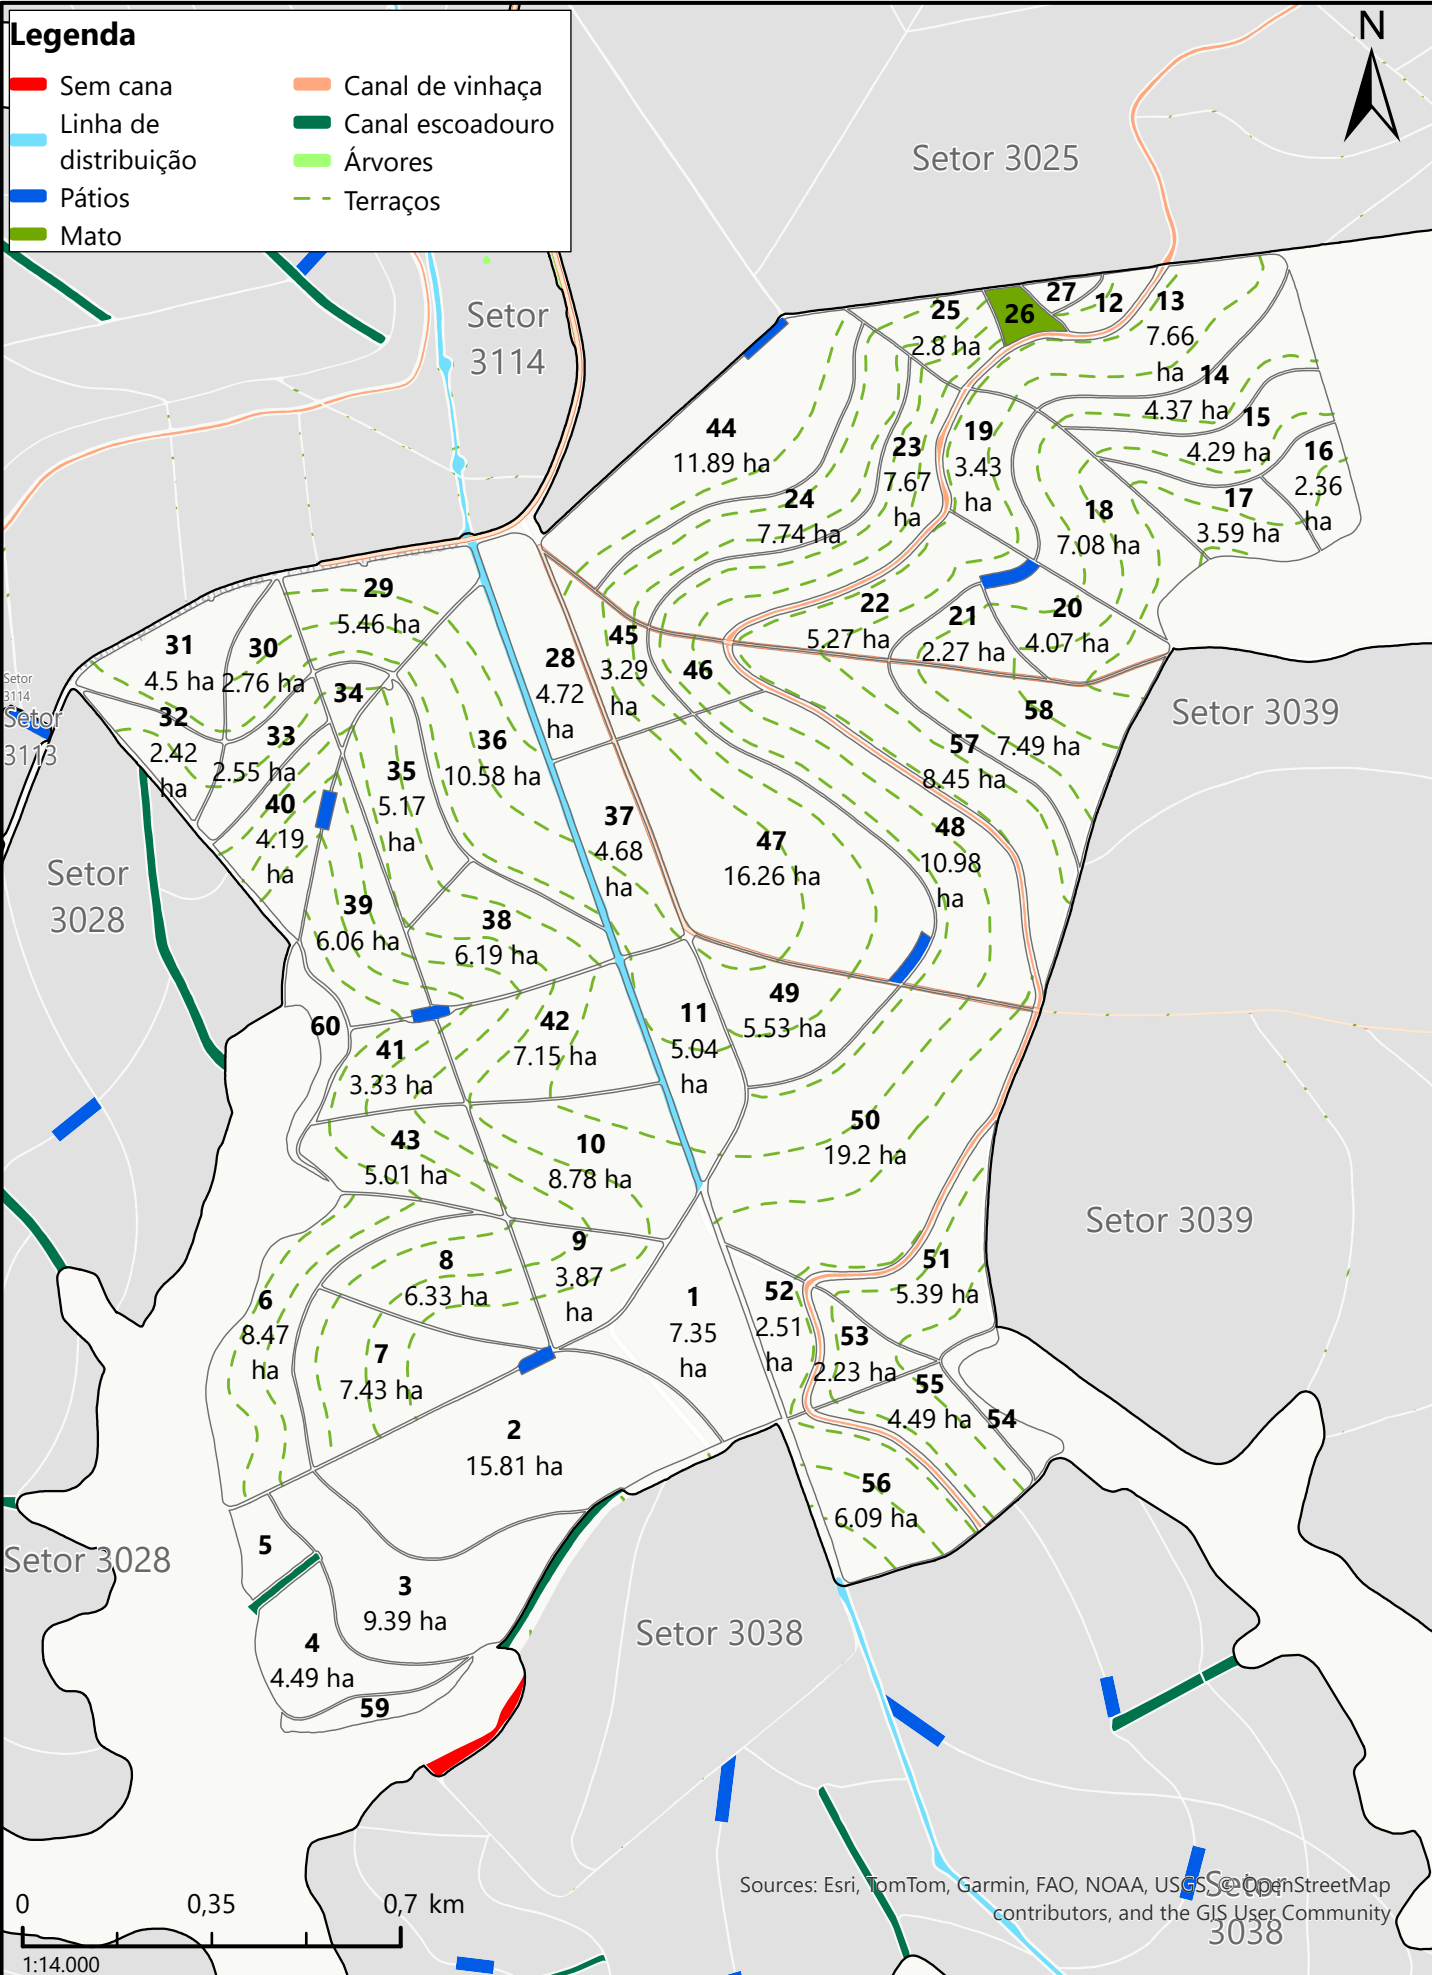 Legenda
Sem cana
Linha de
distribuição
Pátios
Mato
Canal de vinhaça
Canal escoadouro
Árvores
Terraços
N
Setor 3025
Setor
3114
27
12
13
7.66
ha
25
2.8 ha
26
14
4.37 ha
15
4.29 ha
16
2.36
ha
44
11.89 ha
23
7.67
ha
19
3.43
ha
24
7.74 ha
18
7.08 ha
17
3.59 ha
29
5.46 ha
22
5.27 ha
21
2.27 ha
20
4.07 ha
31
4.5 ha
30
2.76 ha
28
4.72
ha
45
3.29
ha
46
34
Setor
3114
Setor
3113
32
2.42
ha
33
2.55 ha
36
10.58 ha
35
5.17
ha
58
7.49 ha
57
8.45 ha
Setor 3039
40
4.19
ha
37
4.68
ha
47
16.26 ha
48
10.98
ha
Setor
3028
39
6.06 ha
38
6.19 ha
60
41
3.33 ha
42
7.15 ha
11
5.04
ha
49
5.53 ha
43
5.01 ha
10
8.78 ha
50
19.2 ha
Setor 3039
8
6.33 ha
9
3.87
ha
51
5.39 ha
6
8.47
ha
1
7.35
ha
52
2.51
ha
53
2.23 ha
7
7.43 ha
55
4.49 ha
54
2
15.81 ha
56
6.09 ha
5
Setor 3028
3
9.39 ha
4
4.49 ha
59
Setor 3038
Sources: Esri, TomTom, Garmin, FAO, NOAA, USGS, © OpenStreetMap
contributors, and the GIS User Community
Setor
3038
0 0,35 0,7 km
1:14.000